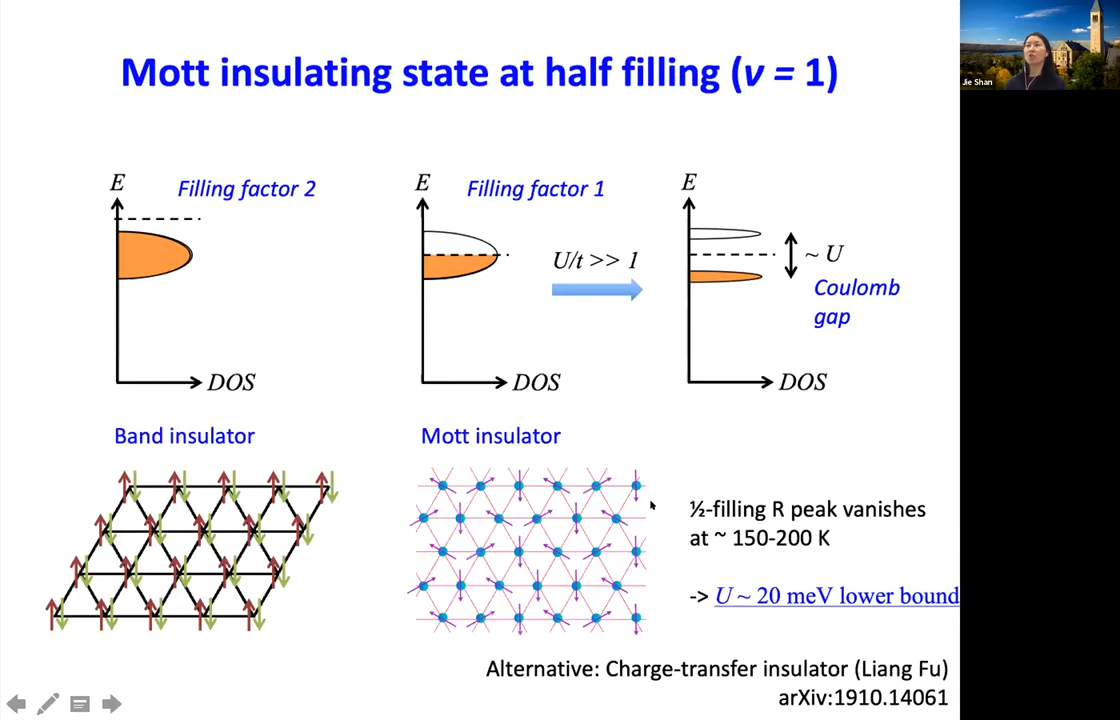 Mott insulating state at half filling (v = 1)
Jie Shan
E
Filling factor 2
DOS
E
Filling factor 1
U/t >> 1
DOS
E
~ U
Coulomb
gap
DOS
Band insulator
Mott insulator
½-filling R peak vanishes
at ~ 150-200 K
-> U ~ 20 meV lower bound
Alternative: Charge-transfer insulator (Liang Fu)
arXiv:1910.14061